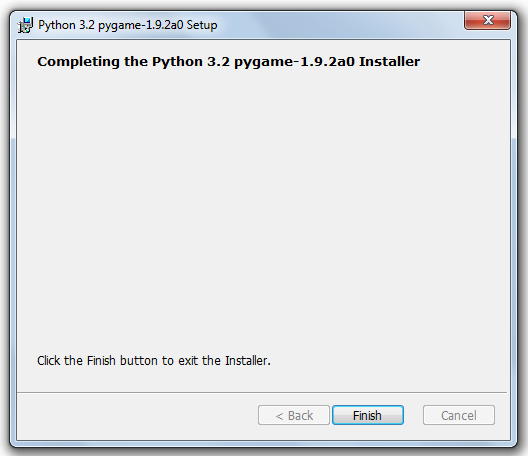 Python 3.2 pygame-1.9.2a0 Setup
Completing the Python 3.2 pygame-1.9.2a0 Installer
Click the Finish button to exit the Installer.
< Back Finish Cancel